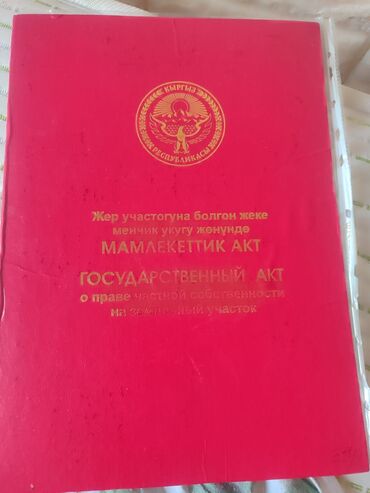 КЫРГЫЗ
РЕСПУБЛИКАСЫ
Жер участогуна болгон жеке
менчик укугу жөнүндө
МАМЛЕКЕТТИК АКТ
ГОСУДАРСТВЕННЫЙ АКТ
о праве частной собственности
на земельный участок